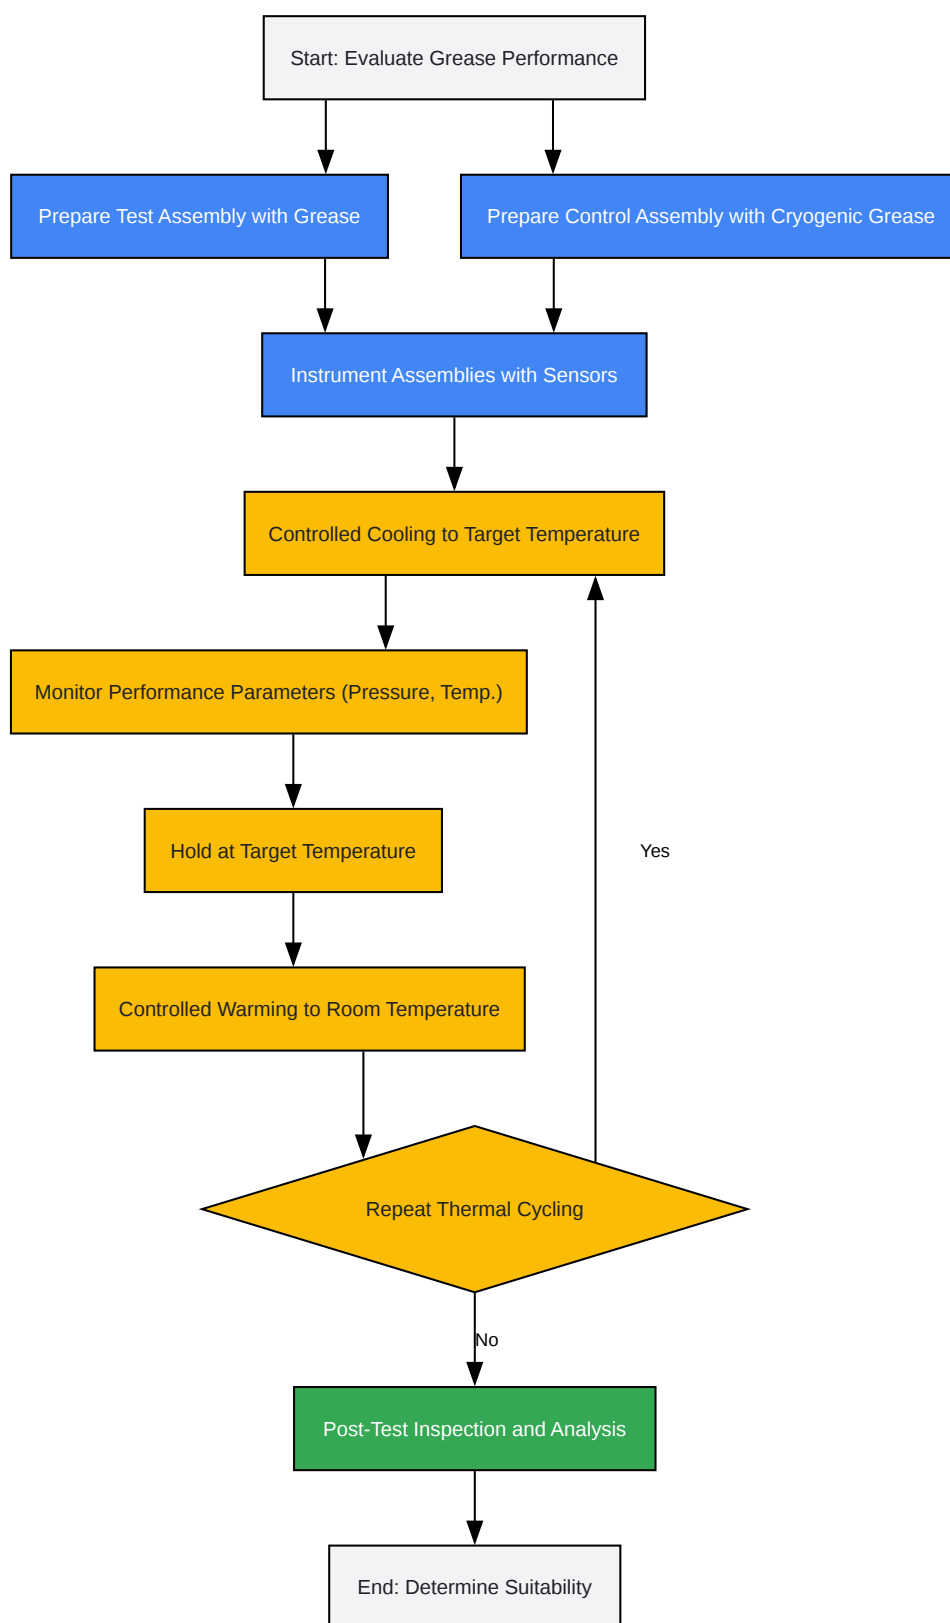 Start: Evaluate Grease Performance
Prepare Test Assembly with Grease
Prepare Control Assembly with Cryogenic Grease
Instrument Assemblies with Sensors
Controlled Cooling to Target Temperature
Monitor Performance Parameters (Pressure, Temp.)
Hold at Target Temperature
Yes
Controlled Warming to Room Temperature
Repeat Thermal Cycling
No
Post-Test Inspection and Analysis
End: Determine Suitability